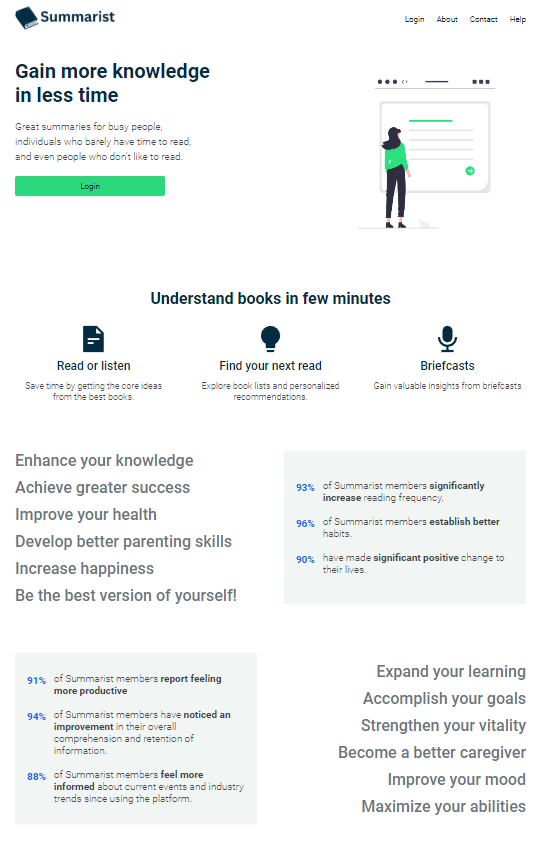 Summarist
Login About Contact Help
Gain more knowledge
in less time
Great summaries for busy people,
individuals who barely have time to read,
and even people who don't like to read.
Login
Understand books in few minutes
Read or listen
Save time by getting the core ideas
from the best books.
Find your next read
Explore book lists and personalized
recommendations.
Briefcasts
Gain valuable insights from briefcasts
Enhance your knowledge
Achieve greater success
Improve your health
Develop better parenting skills
Increase happiness
Be the best version of yourself!
93% of Summarist members significantly
increase reading frequency.
96% of Summarist members establish better
habits.
90% have made significant positive change to
their lives.
91% of Summarist members report feeling
more productive
94% of Summarist members have noticed an
improvement in their overall
comprehension and retention of
information.
88% of Summarist members feel more
informed about current events and industry
trends since using the platform.
Expand your learning
Accomplish your goals
Strengthen your vitality
Become a better caregiver
Improve your mood
Maximize your abilities